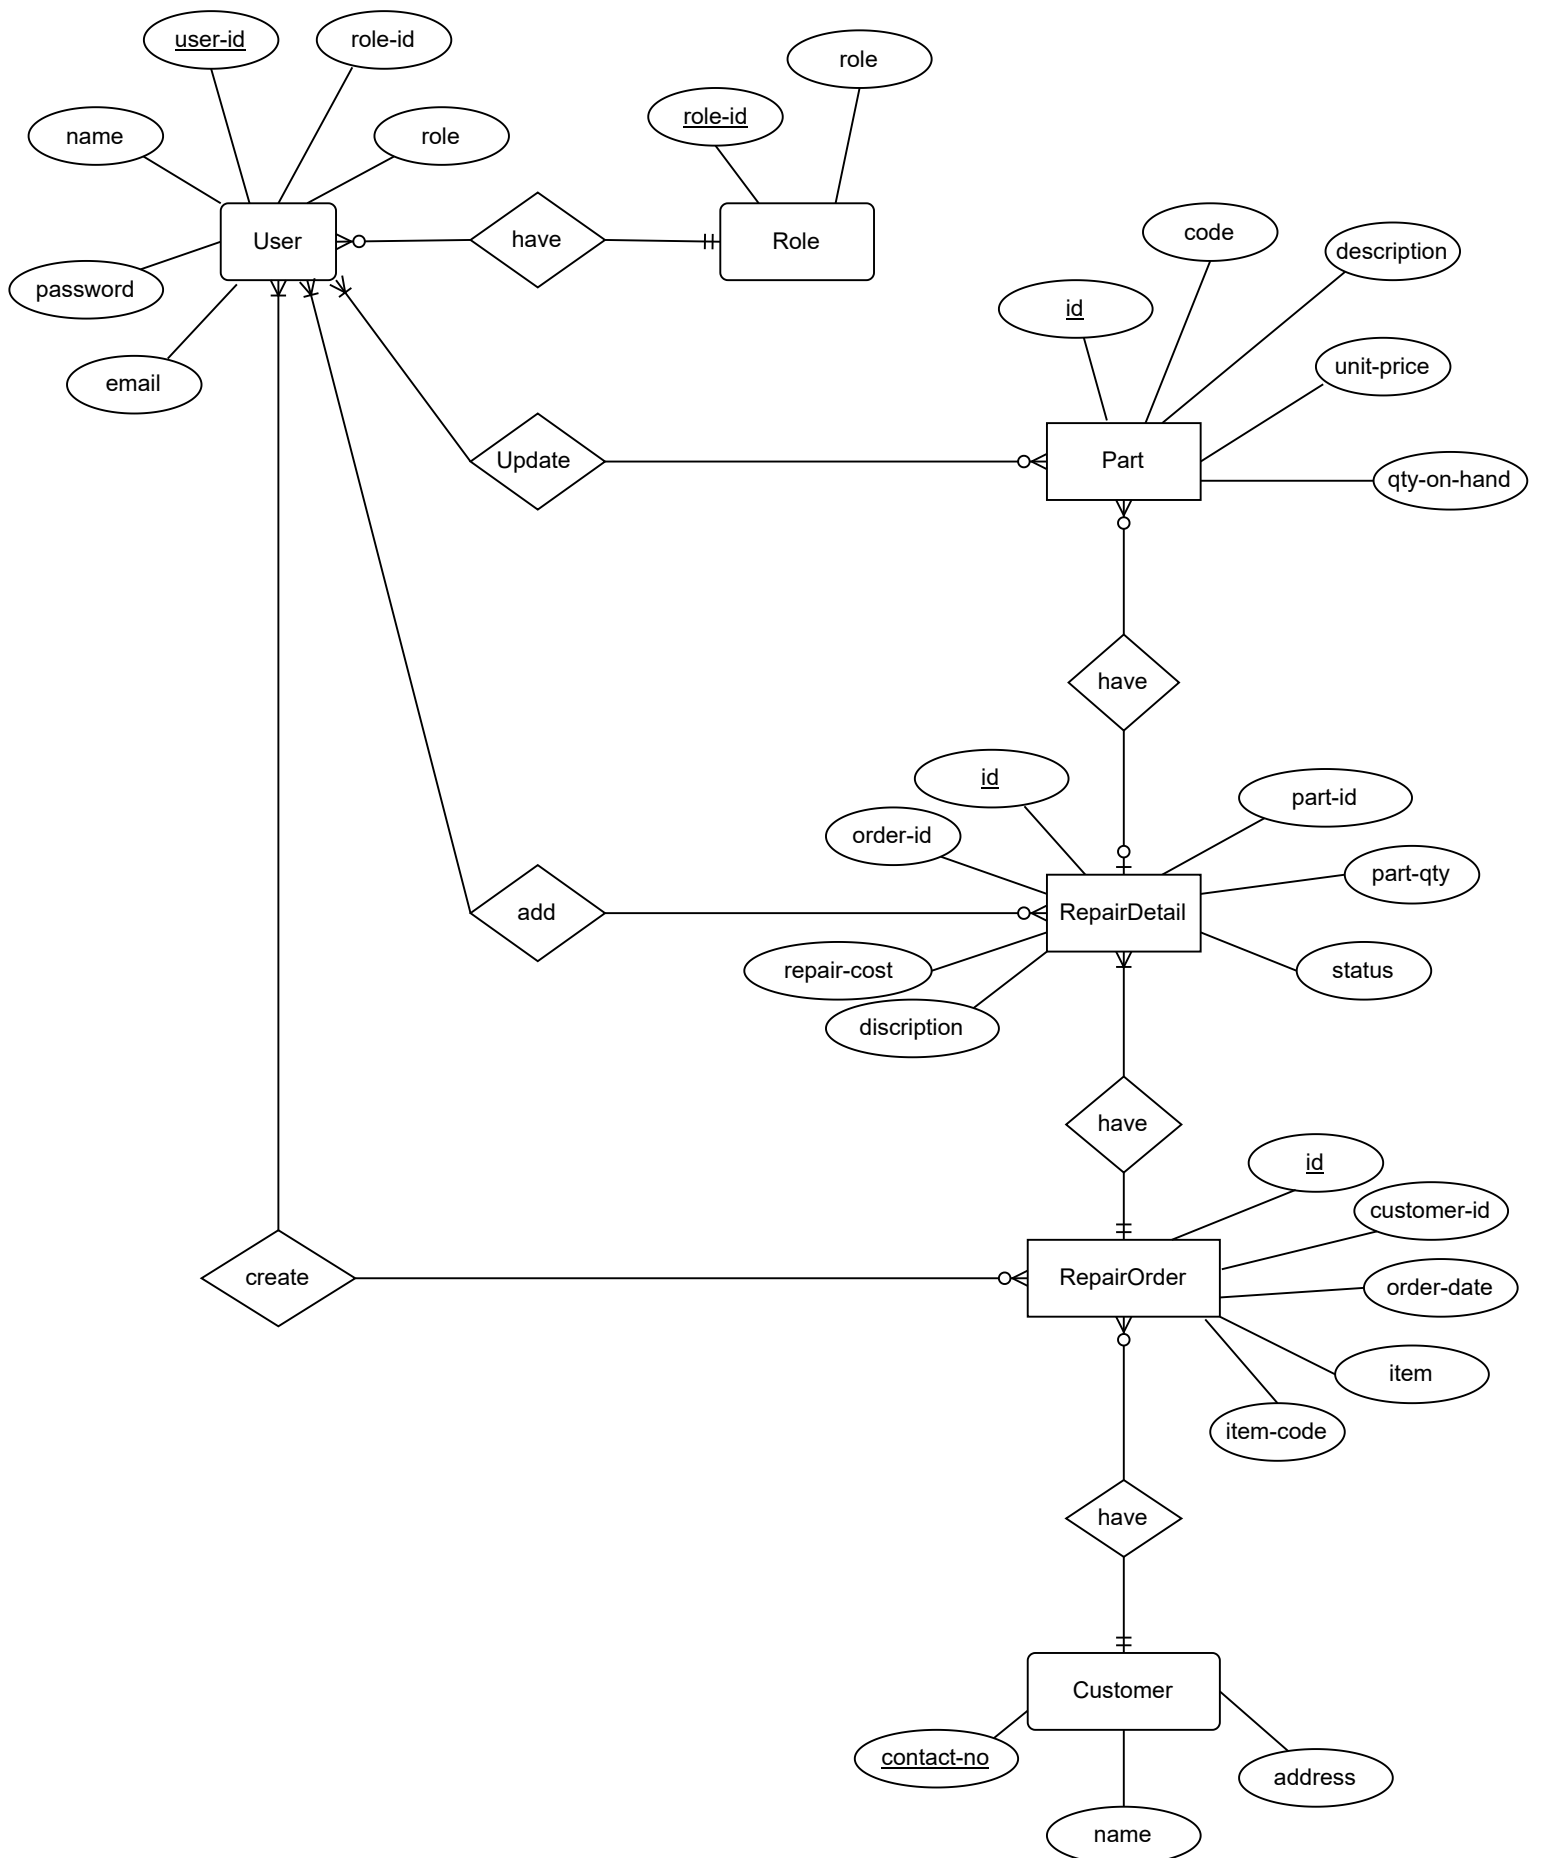 user-id
role-id
role
role-id
name
role
code
description
User
have
Role
id
password
unit-price
email
Update
Part
qty-on-hand
have
id
part-id
order-id
part-qty
add
RepairDetail
repair-cost
status
discription
have
id
customer-id
create
RepairOrder
order-date
item
item-code
have
Customer
contact-no
address
name